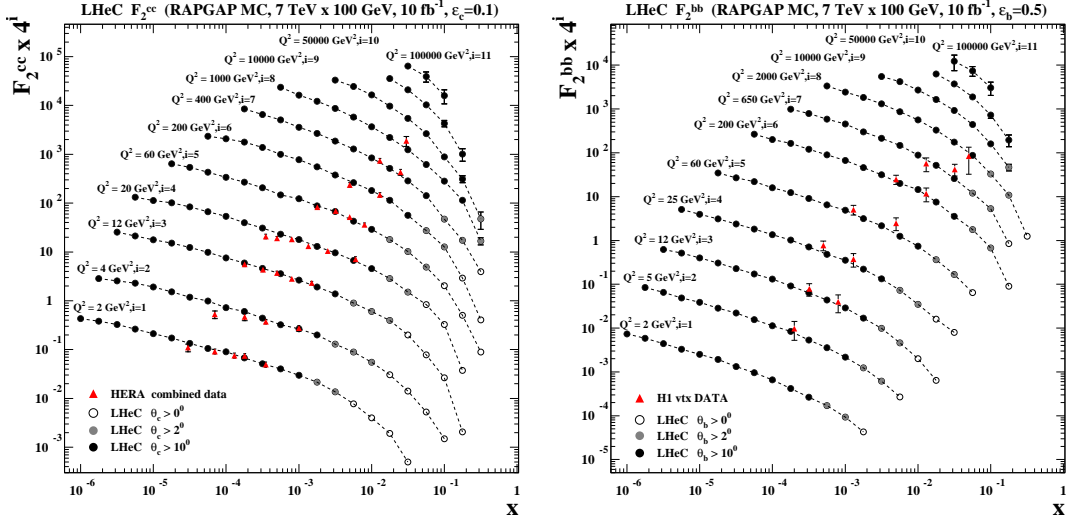 LHeC F₂ᶜᶜ (RAPGAP MC, 7 TeV x 100 GeV, 10 fb⁻¹, ε_c=0.1)
F₂ᶜᶜ x 4ⁱ
10⁵
10⁴
10³
10²
10
1
10⁻¹
10⁻²
10⁻³
Q² = 50000 GeV²,i=10
Q² = 100000 GeV²,i=11
Q² = 10000 GeV²,i=9
Q² = 1000 GeV²,i=8
Q² = 400 GeV²,i=7
Q² = 200 GeV²,i=6
Q² = 60 GeV²,i=5
Q² = 20 GeV²,i=4
Q² = 12 GeV²,i=3
Q² = 4 GeV²,i=2
Q² = 2 GeV²,i=1
HERA combined data
LHeC θ_c > 0⁰
LHeC θ_c > 2⁰
LHeC θ_c > 10⁰
10⁻⁶ 10⁻⁵ 10⁻⁴ 10⁻³ 10⁻² 10⁻¹ 1
x
LHeC F₂ᵇᵇ (RAPGAP MC, 7 TeV x 100 GeV, 10 fb⁻¹, ε_b=0.5)
F₂ᵇᵇ x 4ⁱ
10⁵
10⁴
10³
10²
10
1
10⁻¹
10⁻²
10⁻³
10⁻⁴
10⁻⁵
Q² = 50000 GeV²,i=10
Q² = 100000 GeV²,i=11
Q² = 10000 GeV²,i=9
Q² = 2000 GeV²,i=8
Q² = 650 GeV²,i=7
Q² = 200 GeV²,i=6
Q² = 60 GeV²,i=5
Q² = 25 GeV²,i=4
Q² = 12 GeV²,i=3
Q² = 5 GeV²,i=2
Q² = 2 GeV²,i=1
H1 vtx DATA
LHeC θ_b > 0⁰
LHeC θ_b > 2⁰
LHeC θ_b > 10⁰
10⁻⁶ 10⁻⁵ 10⁻⁴ 10⁻³ 10⁻² 10⁻¹ 1
x